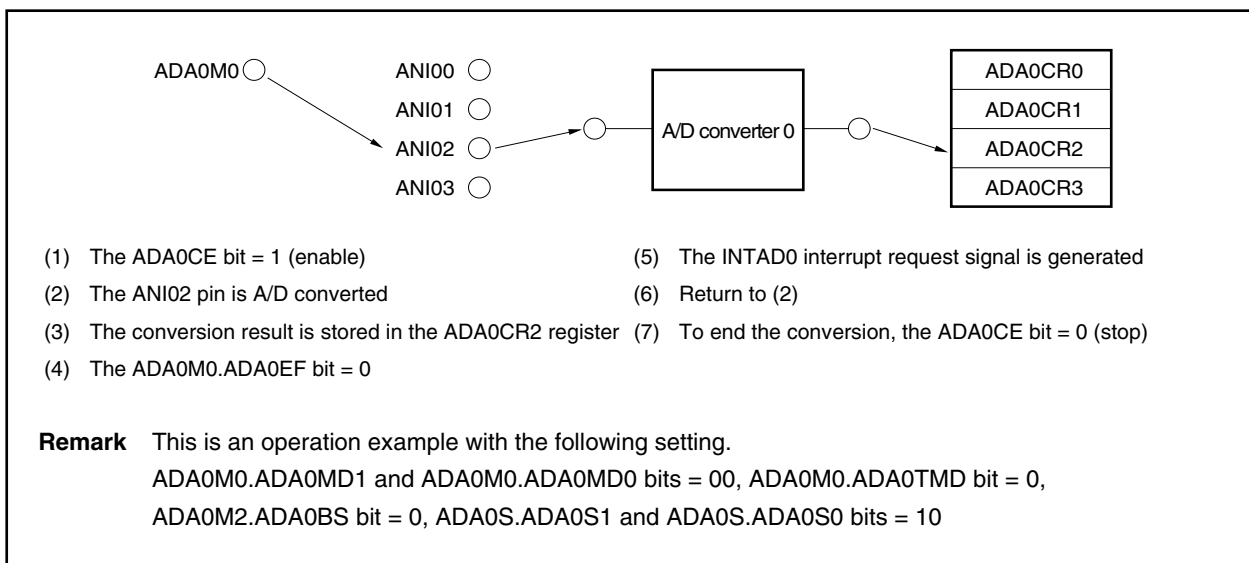 ADA0M0
ANI00
ANI01
ANI02
ANI03
A/D converter 0
ADA0CR0
ADA0CR1
ADA0CR2
ADA0CR3
(1) The ADA0CE bit = 1 (enable)
(2) The ANI02 pin is A/D converted
(3) The conversion result is stored in the ADA0CR2 register
(4) The ADA0M0.ADA0EF bit = 0
(5) The INTAD0 interrupt request signal is generated
(6) Return to (2)
(7) To end the conversion, the ADA0CE bit = 0 (stop)
Remark This is an operation example with the following setting.
ADA0M0.ADA0MD1 and ADA0M0.ADA0MD0 bits = 00, ADA0M0.ADA0TMD bit = 0,
ADA0M2.ADA0BS bit = 0, ADA0S.ADA0S1 and ADA0S.ADA0S0 bits = 10